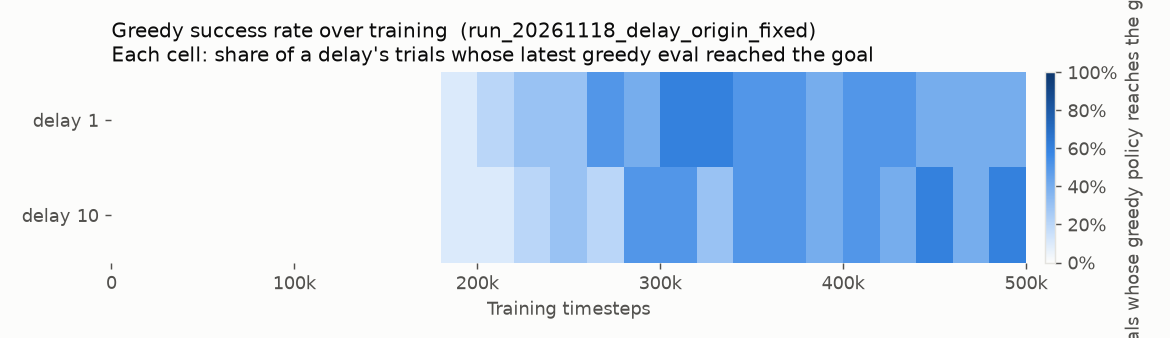 Greedy success rate over training  (run_20261118_delay_origin_fixed)
Each cell: share of a delay's trials whose latest greedy eval reached the goal
delay 1
delay 10
0
100k
200k
300k
400k
500k
Training timesteps
100%
80%
60%
40%
20%
0%
whose greedy policy reaches the